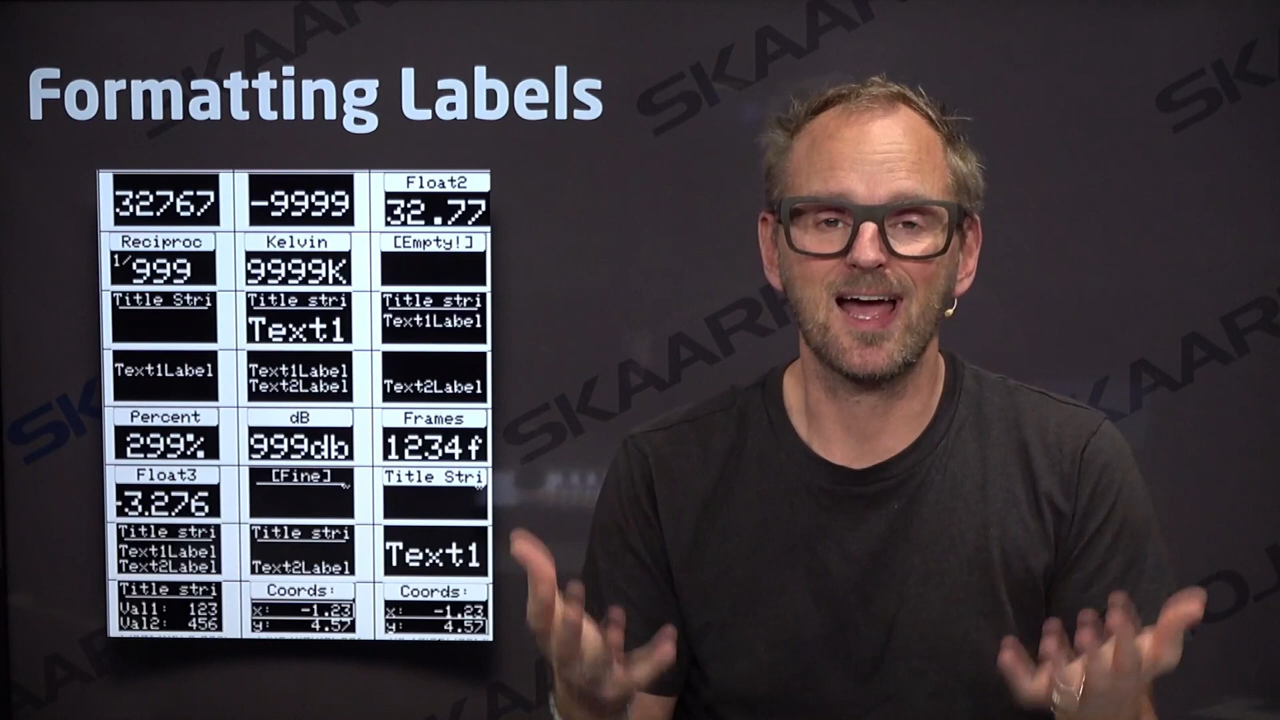 SKAARHOJ
Formatting Labels
32767 -9999 Float2
32.77
Reciproc Kelvin [Empty!]
1/999 9999K
Title Stri Title stri Title stri
Text1 Text1Label
Text1Label Text1Label
Text2Label Text2Label
Percent dB Frames
299% 999db 1234f
Float3 [Fine] Title Stri
-3.276
Title stri Title stri Text1
Text1Label
Text2Label Text2Label
Title stri Coords: Coords:
Val1: 123 x: -1.23 x: -1.23
Val2: 456 y: 4.57 y: 4.57